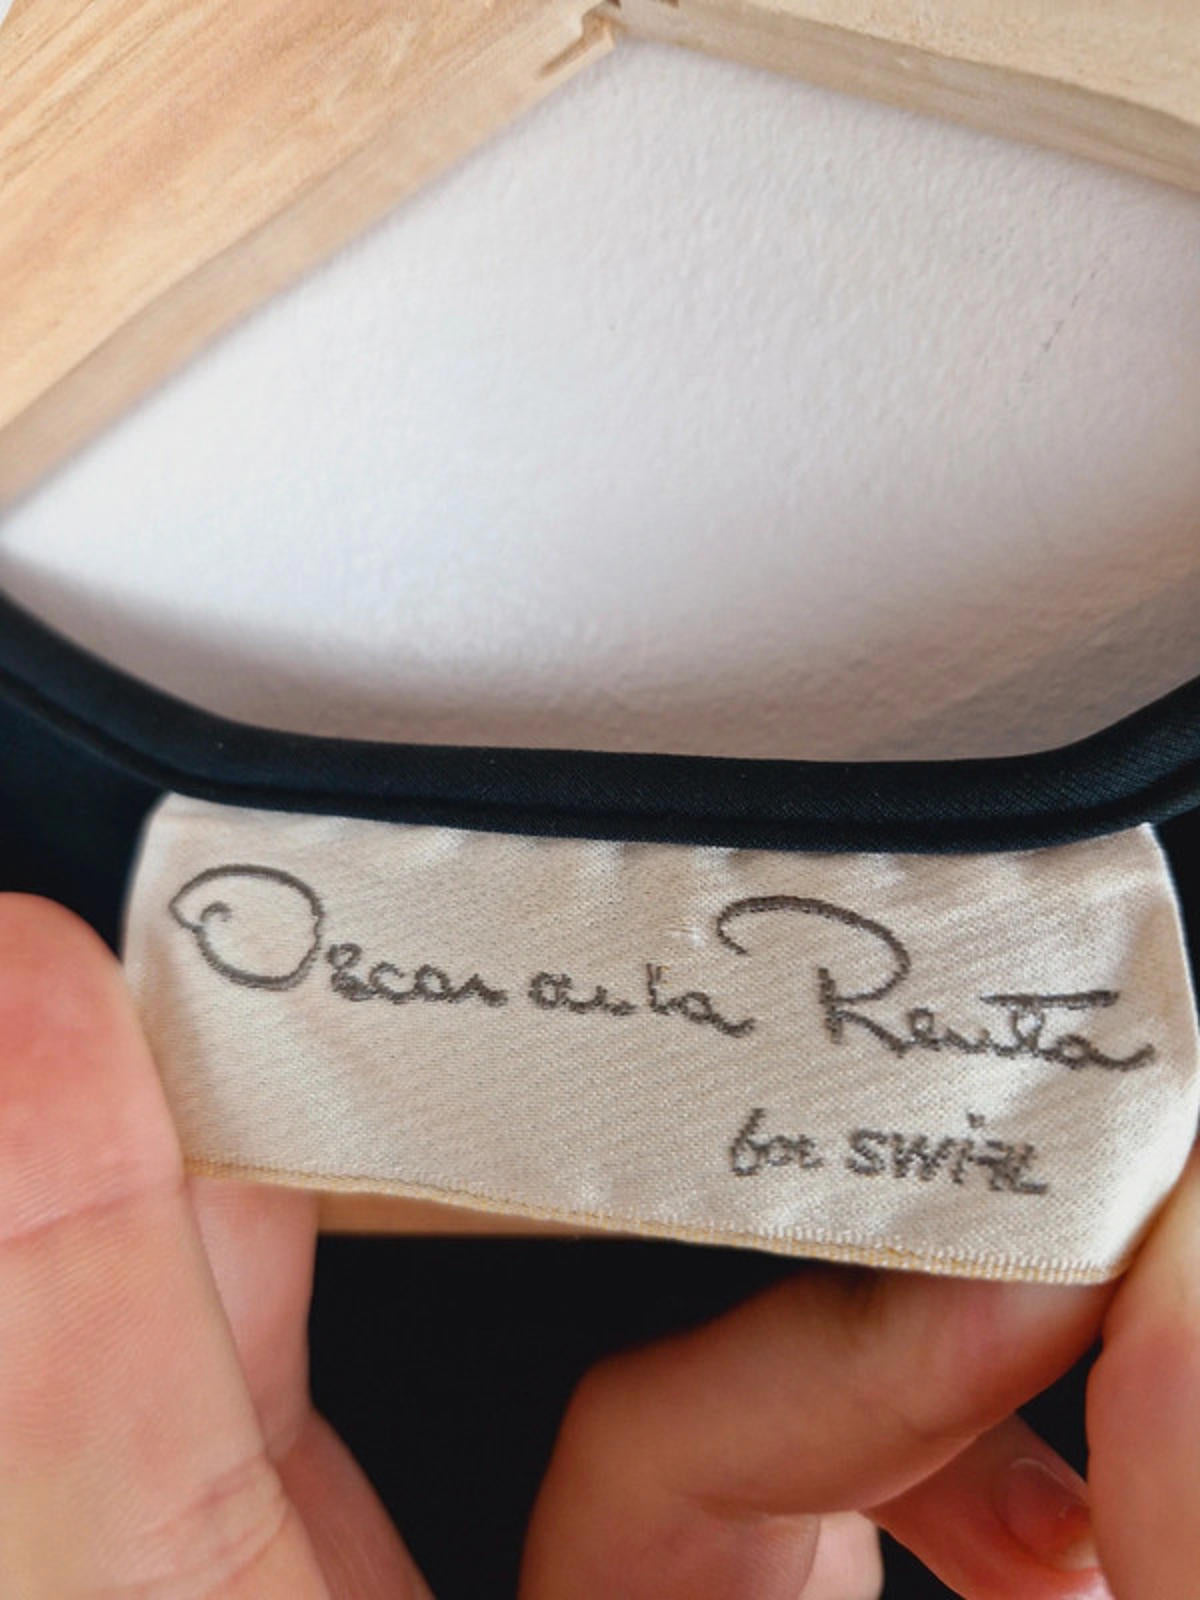 Oscar de la Renta
for SWIRL